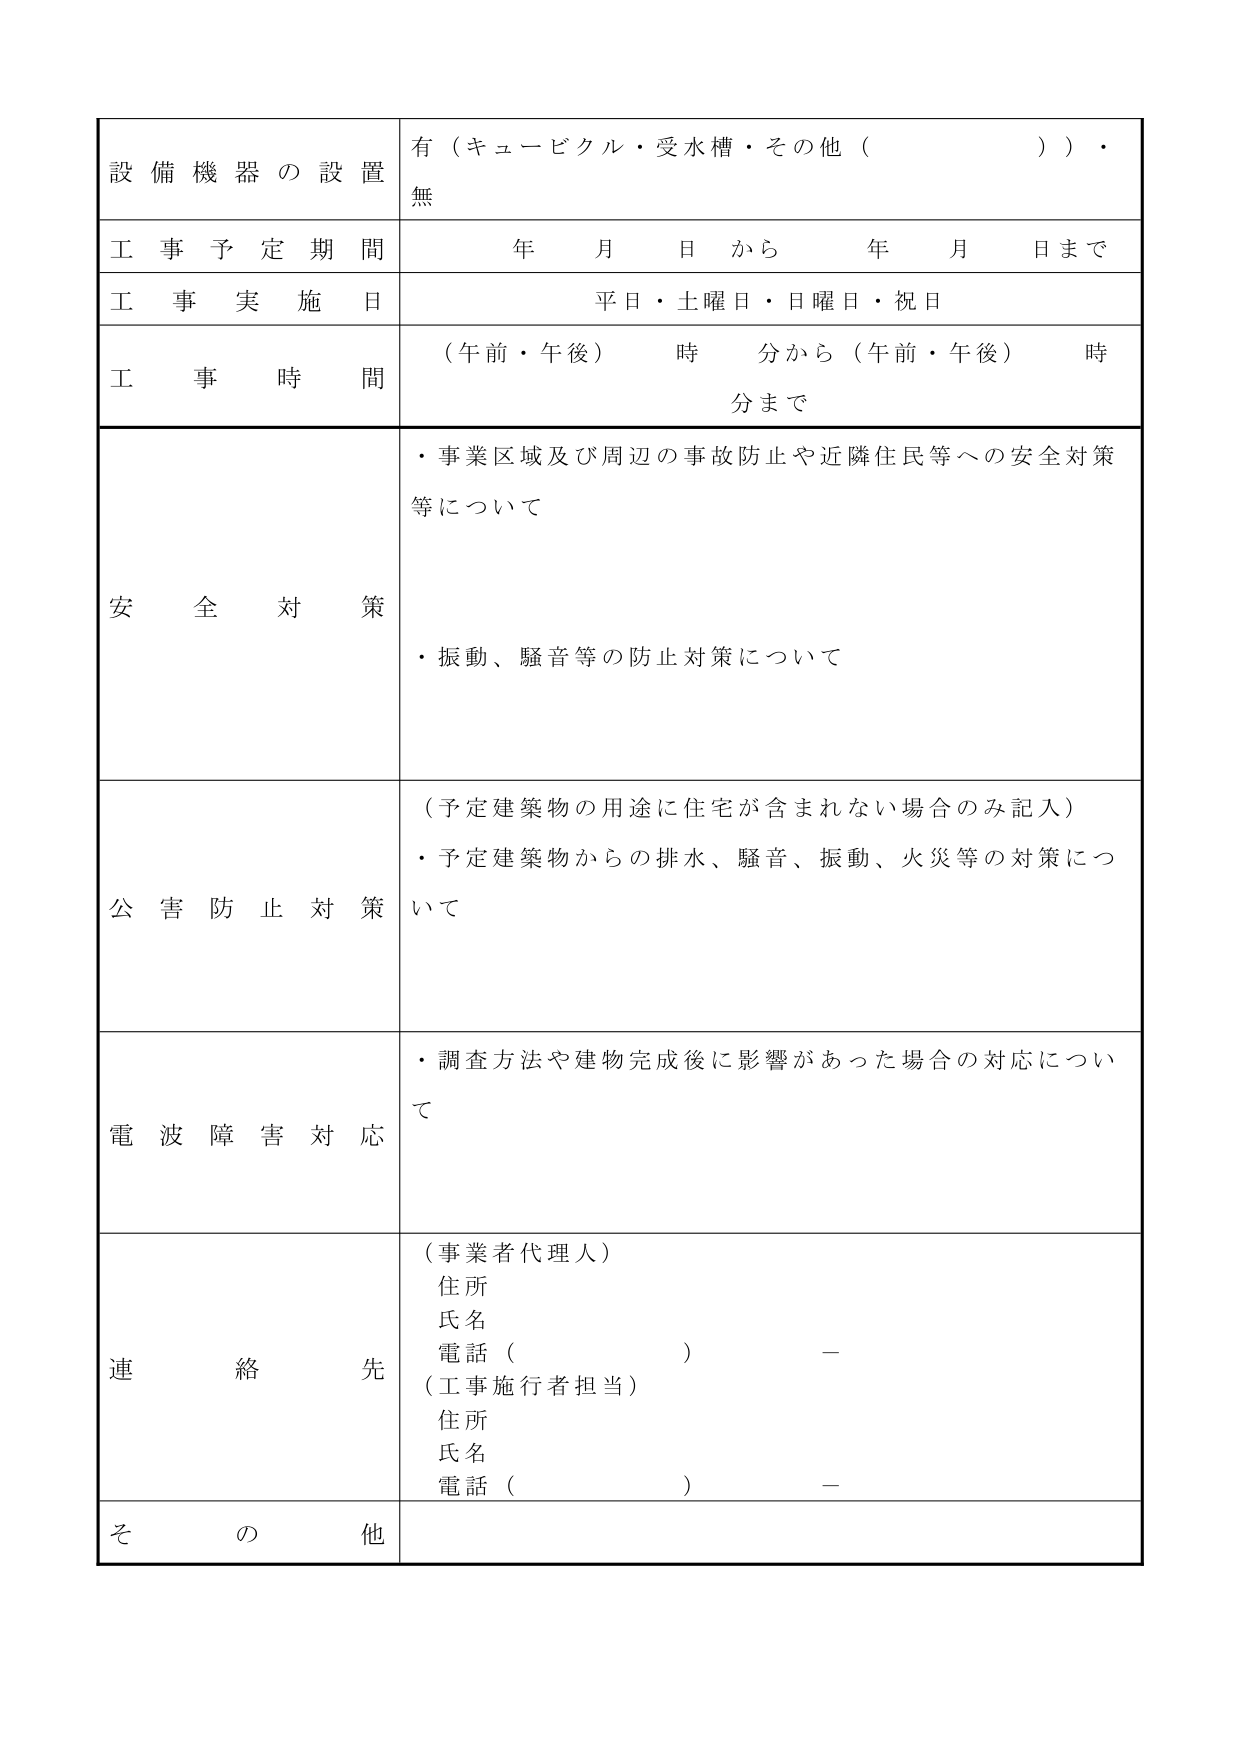 設備機器の設置
有（キュービクル・受水槽・その他（　　　　　　））・
無
工事予定期間
年　　月　　日　から　　　年　　月　　日まで
工事実施日
平日・土曜日・日曜日・祝日
工事時間
（午前・午後）　　時　　分から（午前・午後）　　時
分まで
安全対策
・事業区域及び周辺の事故防止や近隣住民等への安全対策
等について
・振動、騒音等の防止対策について
公害防止対策
（予定建築物の用途に住宅が含まれない場合のみ記入）
・予定建築物からの排水、騒音、振動、火災等の対策につ
いて
電波障害対応
・調査方法や建物完成後に影響があった場合の対応につい
て
連絡先
（事業者代理人）
住所
氏名
電話（　　　　　　）　　　　　－
（工事施行者担当）
住所
氏名
電話（　　　　　　）　　　　　－
その他